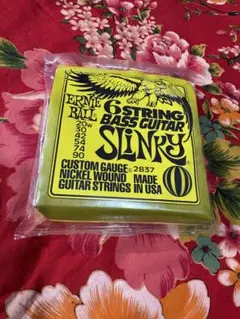 ERNIE BALL
6 STRING
BASS GUITAR
SLINKY
20w
30
42
54
74
90
CUSTOM GAUGE 2837
NICKEL WOUND MADE
GUITAR STRINGS IN USA